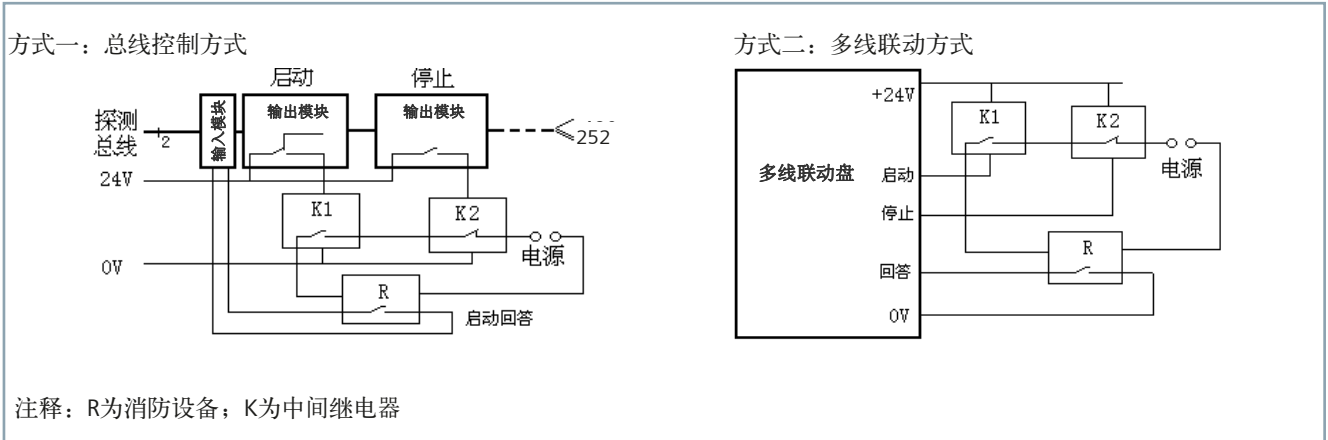 方式一：总线控制方式
启动
停止
探测
总线
2
输入模块
输出模块
输出模块
252
24V
K1
K2
电源
0V
R
启动回答
方式二：多线联动方式
+24V
K1
K2
电源
多线联动盘
启动
停止
R
回答
0V
注释：R为消防设备；K为中间继电器